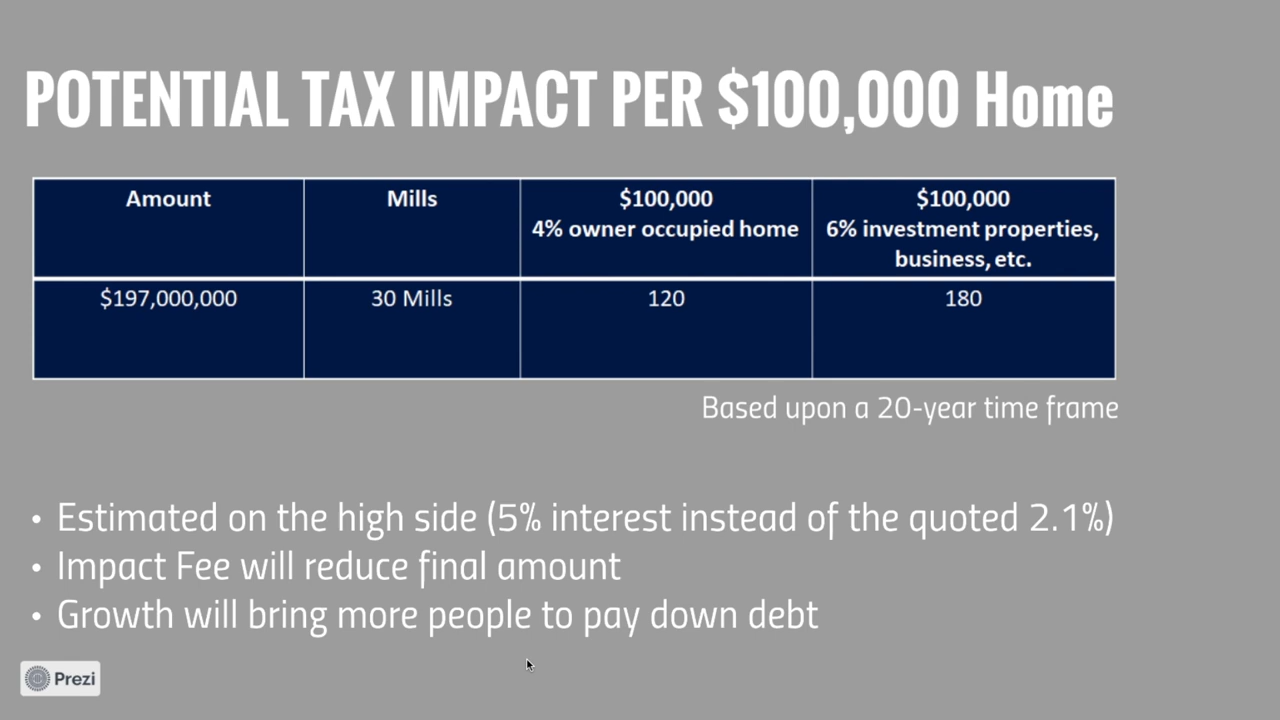 POTENTIAL TAX IMPACT PER $100,000 Home
Amount
Mills
$100,000
4% owner occupied home
$100,000
6% investment properties,
business, etc.
$197,000,000
30 Mills
120
180
Based upon a 20-year time frame
• Estimated on the high side (5% interest instead of the quoted 2.1%)
• Impact Fee will reduce final amount
• Growth will bring more people to pay down debt
Prezi